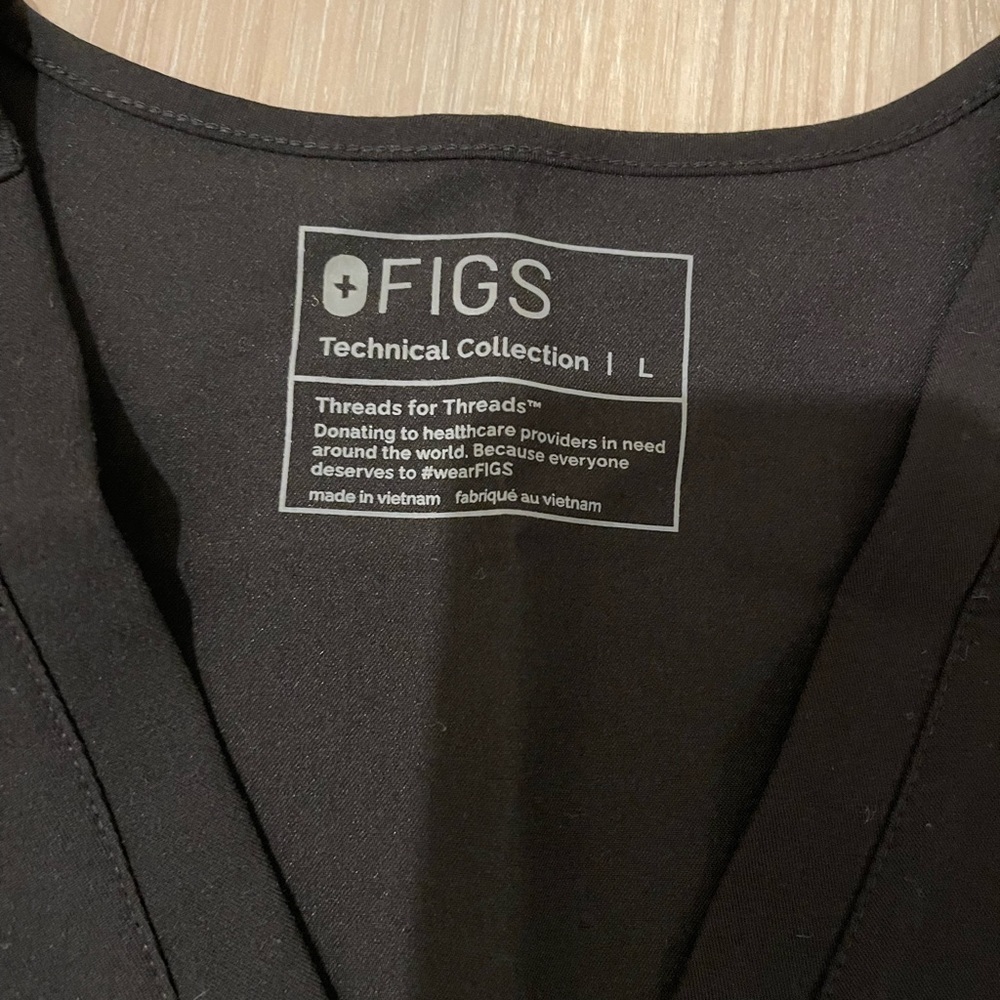 FIGS
Technical Collection | L
Threads for Threads™
Donating to healthcare providers in need
around the world. Because everyone
deserves to #wearFIGS
made in vietnam fabriqué au vietnam